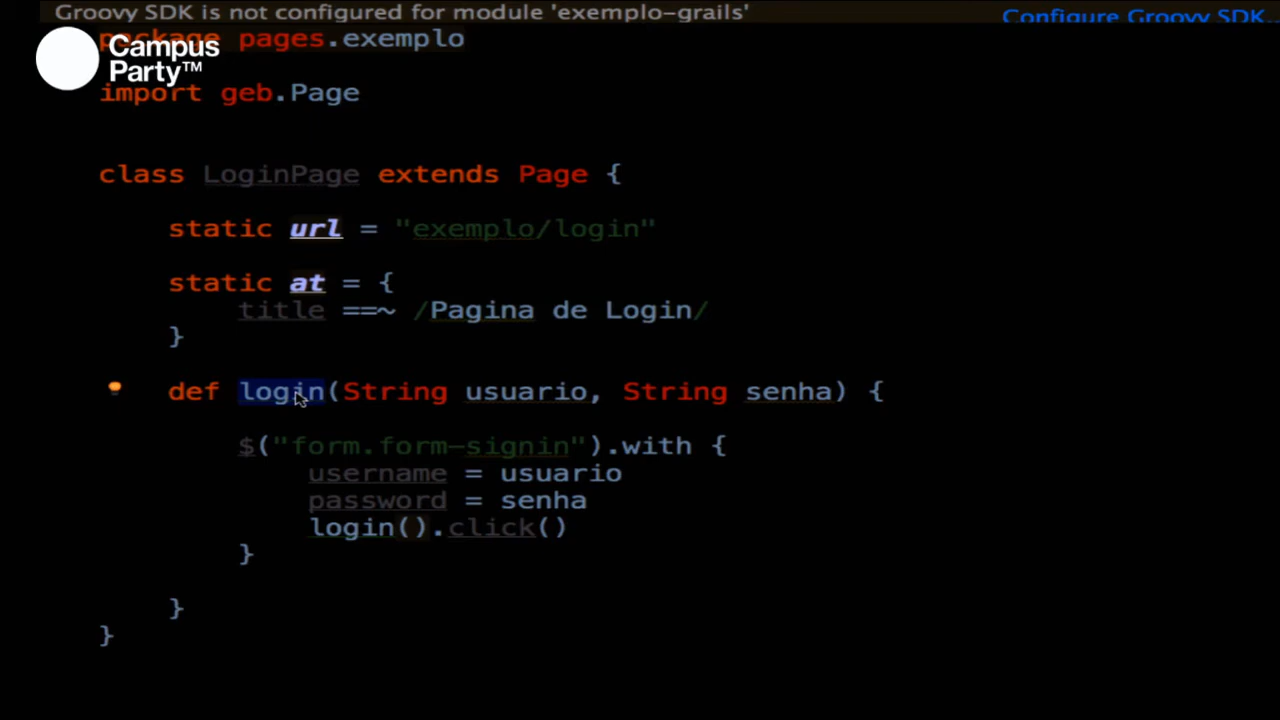 Groovy SDK is not configured for module 'exemplo-grails'
Configure Groovy SDK..
Campus
Party™
package pages.exemplo
import geb.Page
class LoginPage extends Page {
static url = "exemplo/login"
static at = {
title ==~ /Pagina de Login/
}
def login(String usuario, String senha) {
$("form.form-signin").with {
username = usuario
password = senha
login().click()
}
}
}